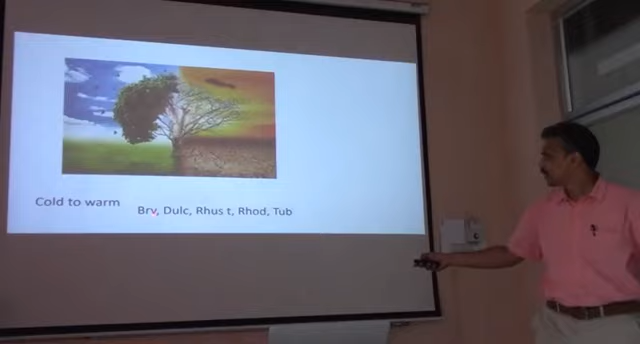 Cold to warm
Brv, Dulc, Rhus t, Rhod, Tub